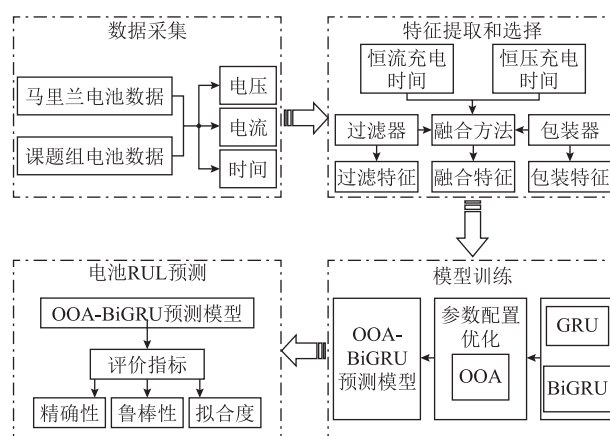 数据采集
马里兰电池数据
课题组电池数据
电压
电流
时间
特征提取和选择
恒流充电
时间
恒压充电
时间
过滤器
融合方法
包装器
过滤特征
融合特征
包装特征
电池RUL预测
OOA-BiGRU预测模型
评价指标
精确性
鲁棒性
拟合度
模型训练
OOA-
BiGRU
预测模型
参数配置
优化
OOA
GRU
BiGRU